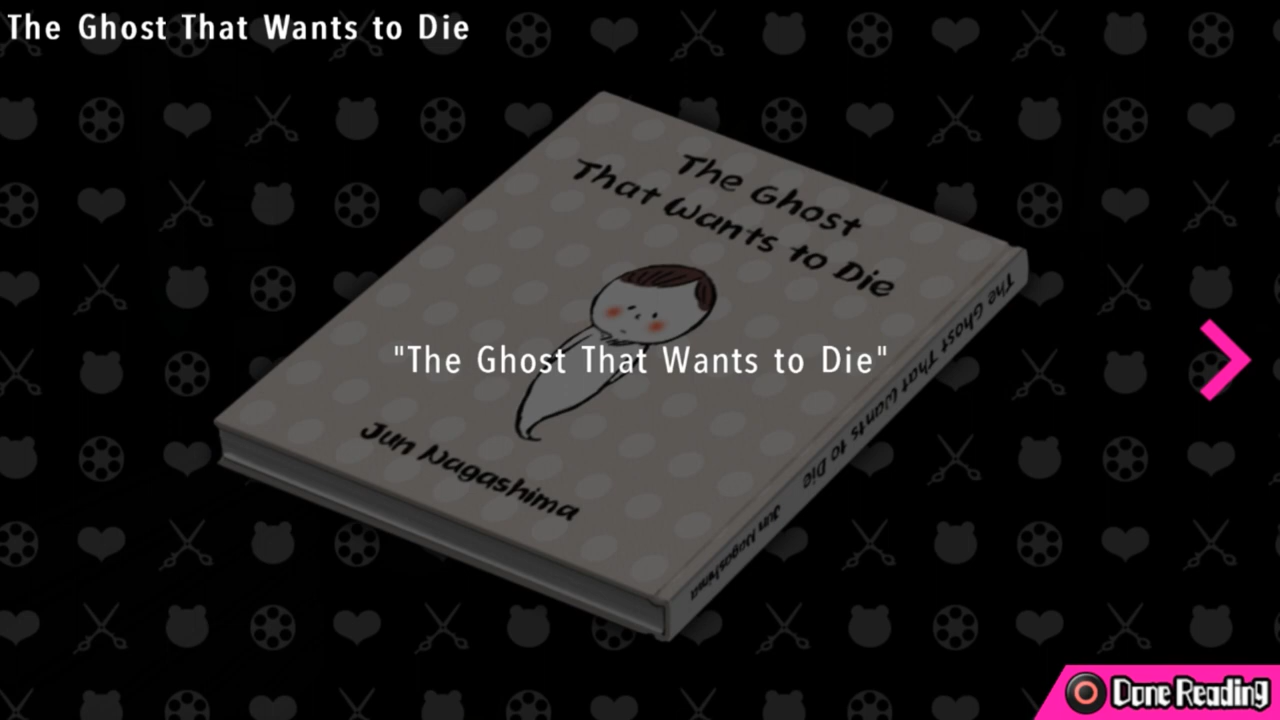 The Ghost That Wants to Die
The Ghost
That Wants to Die
"The Ghost That Wants to Die"
Jun Nagashima
The Ghost That Wants to Die
Jun Nagashima
Done Reading